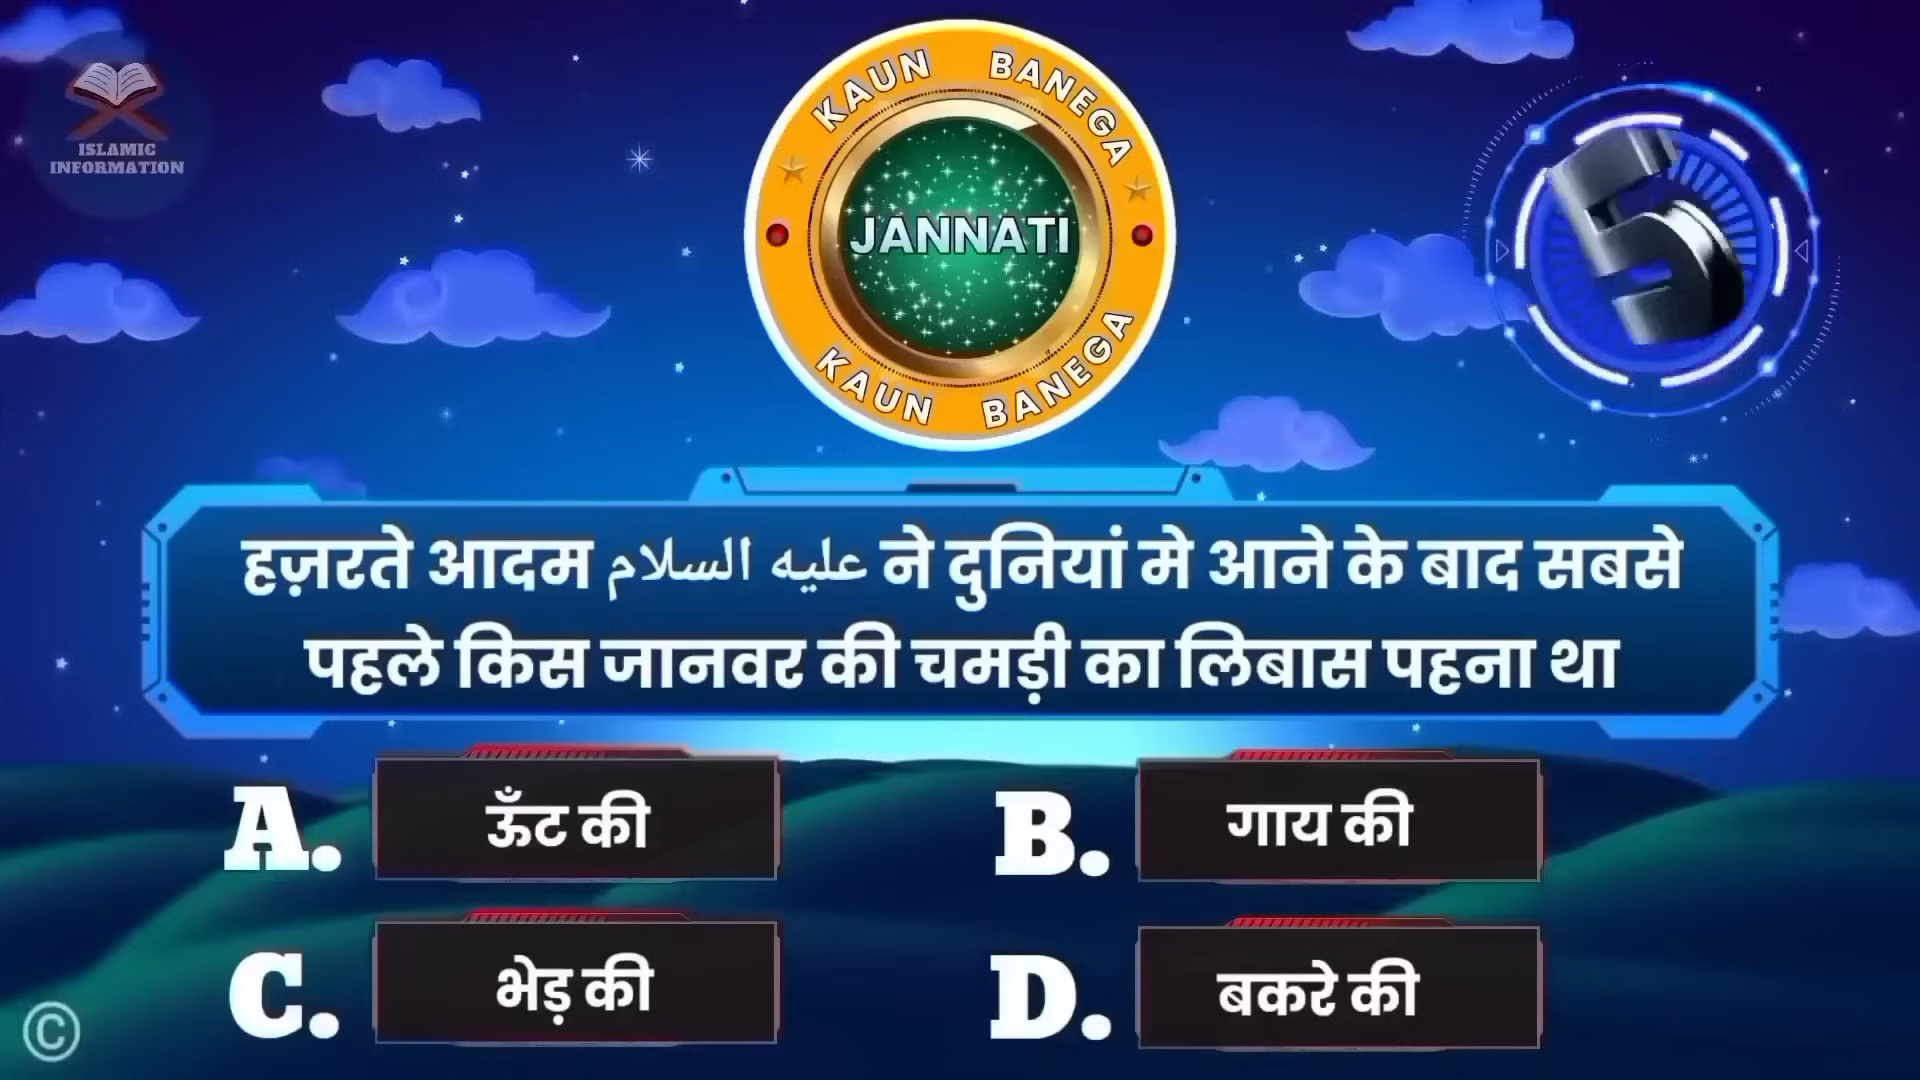 ISLAMIC
INFORMATION
KAUN BANEGA
JANNATI
KAUN BANEGA
5
हज़रते आदम عليه السلام ने दुनियां मे आने के बाद सबसे
पहले किस जानवर की चमड़ी का लिबास पहना था
A. ऊँट की
B. गाय की
C. भेड़ की
D. बकरे की
©